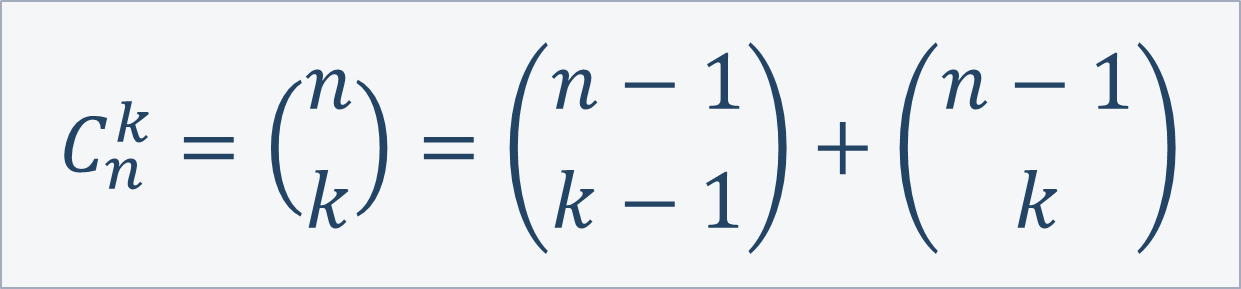 C_n^k = \binom{n}{k} = \binom{n-1}{k-1} + \binom{n-1}{k}